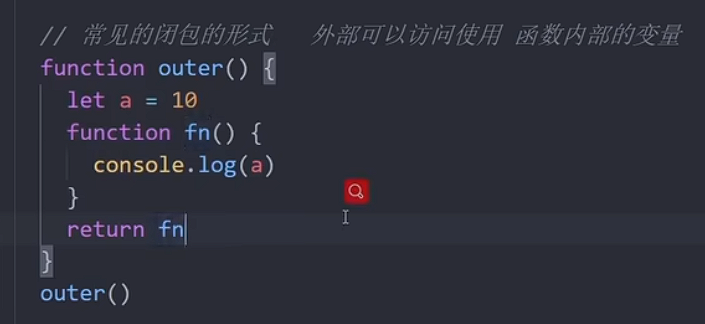 // 常见的闭包的形式   外部可以访问使用 函数内部的变量
function outer() {
  let a = 10
  function fn() {
    console.log(a)
  }
  return fn
}
outer()